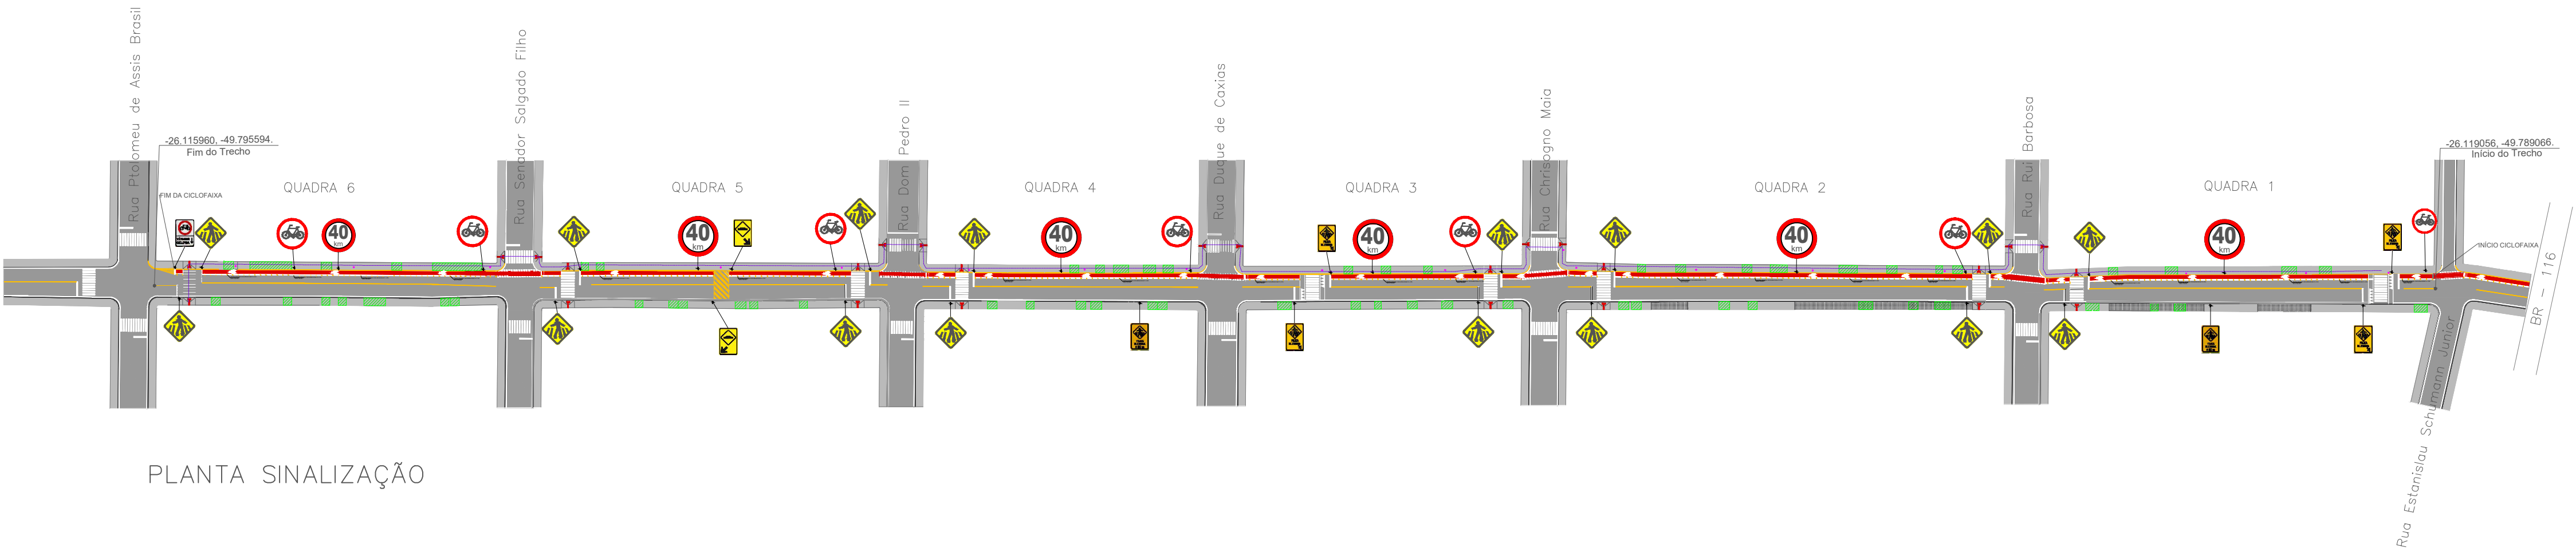 Rua Ptolomeu de Assis Brasil
Rua Senador Salgado Filho
Rua Dom Pedro II
Rua Duque de Caxias
Rua Chrisogno Maia
Rua Rui Barbosa
-26.115960, -49.795594.
Fim do Trecho
-26.119056, -49.789066.
Início do Trecho
QUADRA 6
QUADRA 5
QUADRA 4
QUADRA 3
QUADRA 2
QUADRA 1
FIM DA CICLOFAIXA
INÍCIO CICLOFAIXA
40
km
40
km
40
km
40
km
40
km
40
km
BR - 116
Rua Estanislau Schumann Junior
PLANTA SINALIZAÇÃO